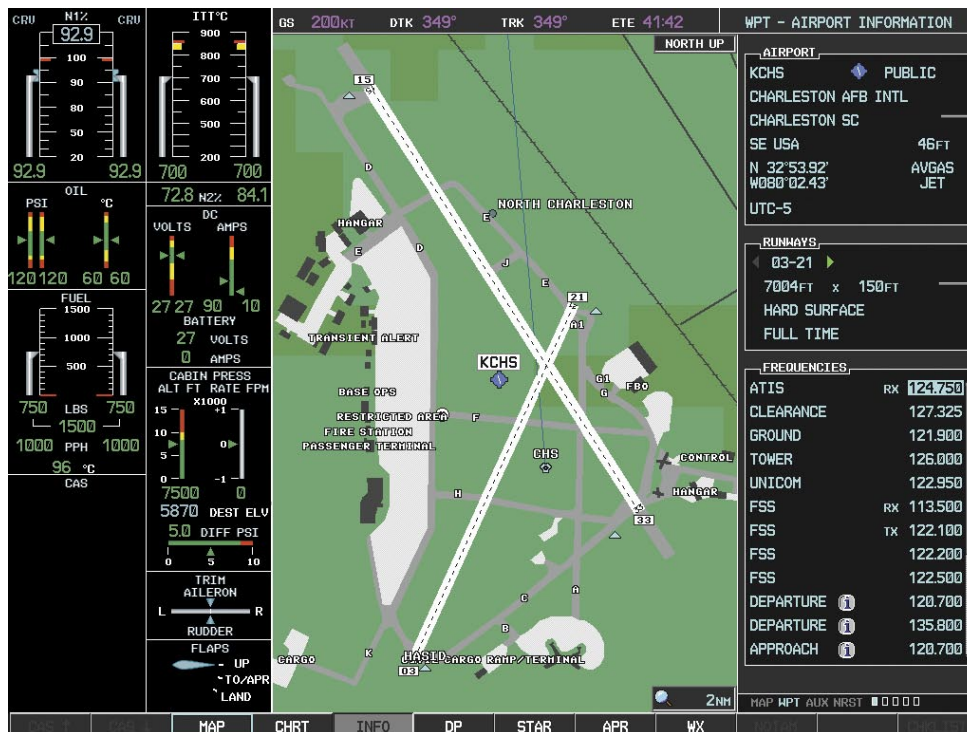 CRU N1% CRU
92.9
100
90
80
50
20
92.9 92.9
ITT°C
900
800
700
600
500
200
700 700
72.8 N2% 84.1
OIL
PSI °C
120 120 60 60
DC
VOLTS AMPS
27 27 90 10
BATTERY
27 VOLTS
0 AMPS
FUEL
1500
1000
500
750 LBS 750
1500
1000 PPH 1000
96 °C
CAS
CABIN PRESS
ALT FT RATE FPM
X1000
15 +1
10
5 0
0 -1
7500 0
5870 DEST ELV
5.0 DIFF PSI
0 5 10
TRIM
AILERON
L R
RUDDER
FLAPS
UP
TO/APR
LAND
GS 200KT DTK 349° TRK 349° ETE 41:42
NORTH UP
15
D
NORTH CHARLESTON
E
HANGAR
D
E
J
E
21
A1
TRANSIENT ALERT
KCHS
G1
G
FBO
BASE OPS
RESTRICTED AREA
F
FIRE STATION
PASSENGER TERMINAL
CHS
CONTROL
H
HANGAR
33
A
C
B
K
CARGO
HASID
CARGO RAMP/TERMINAL
03
2NM
WPT - AIRPORT INFORMATION
AIRPORT
KCHS PUBLIC
CHARLESTON AFB INTL
CHARLESTON SC
SE USA 46FT
N 32°53.92' AVGAS
W080°02.43' JET
UTC-5
RUNWAYS
03-21
7004FT x 150FT
HARD SURFACE
FULL TIME
FREQUENCIES
ATIS RX 124.750
CLEARANCE 127.325
GROUND 121.900
TOWER 126.000
UNICOM 122.950
FSS RX 113.500
FSS TX 122.100
FSS 122.200
FSS 122.500
DEPARTURE i 120.700
DEPARTURE i 135.800
APPROACH i 120.700
MAP WPT AUX NRST
CAS ↑ CAS ↓ MAP CHRT INFO DP STAR APR WX NOTAM CHKLIST